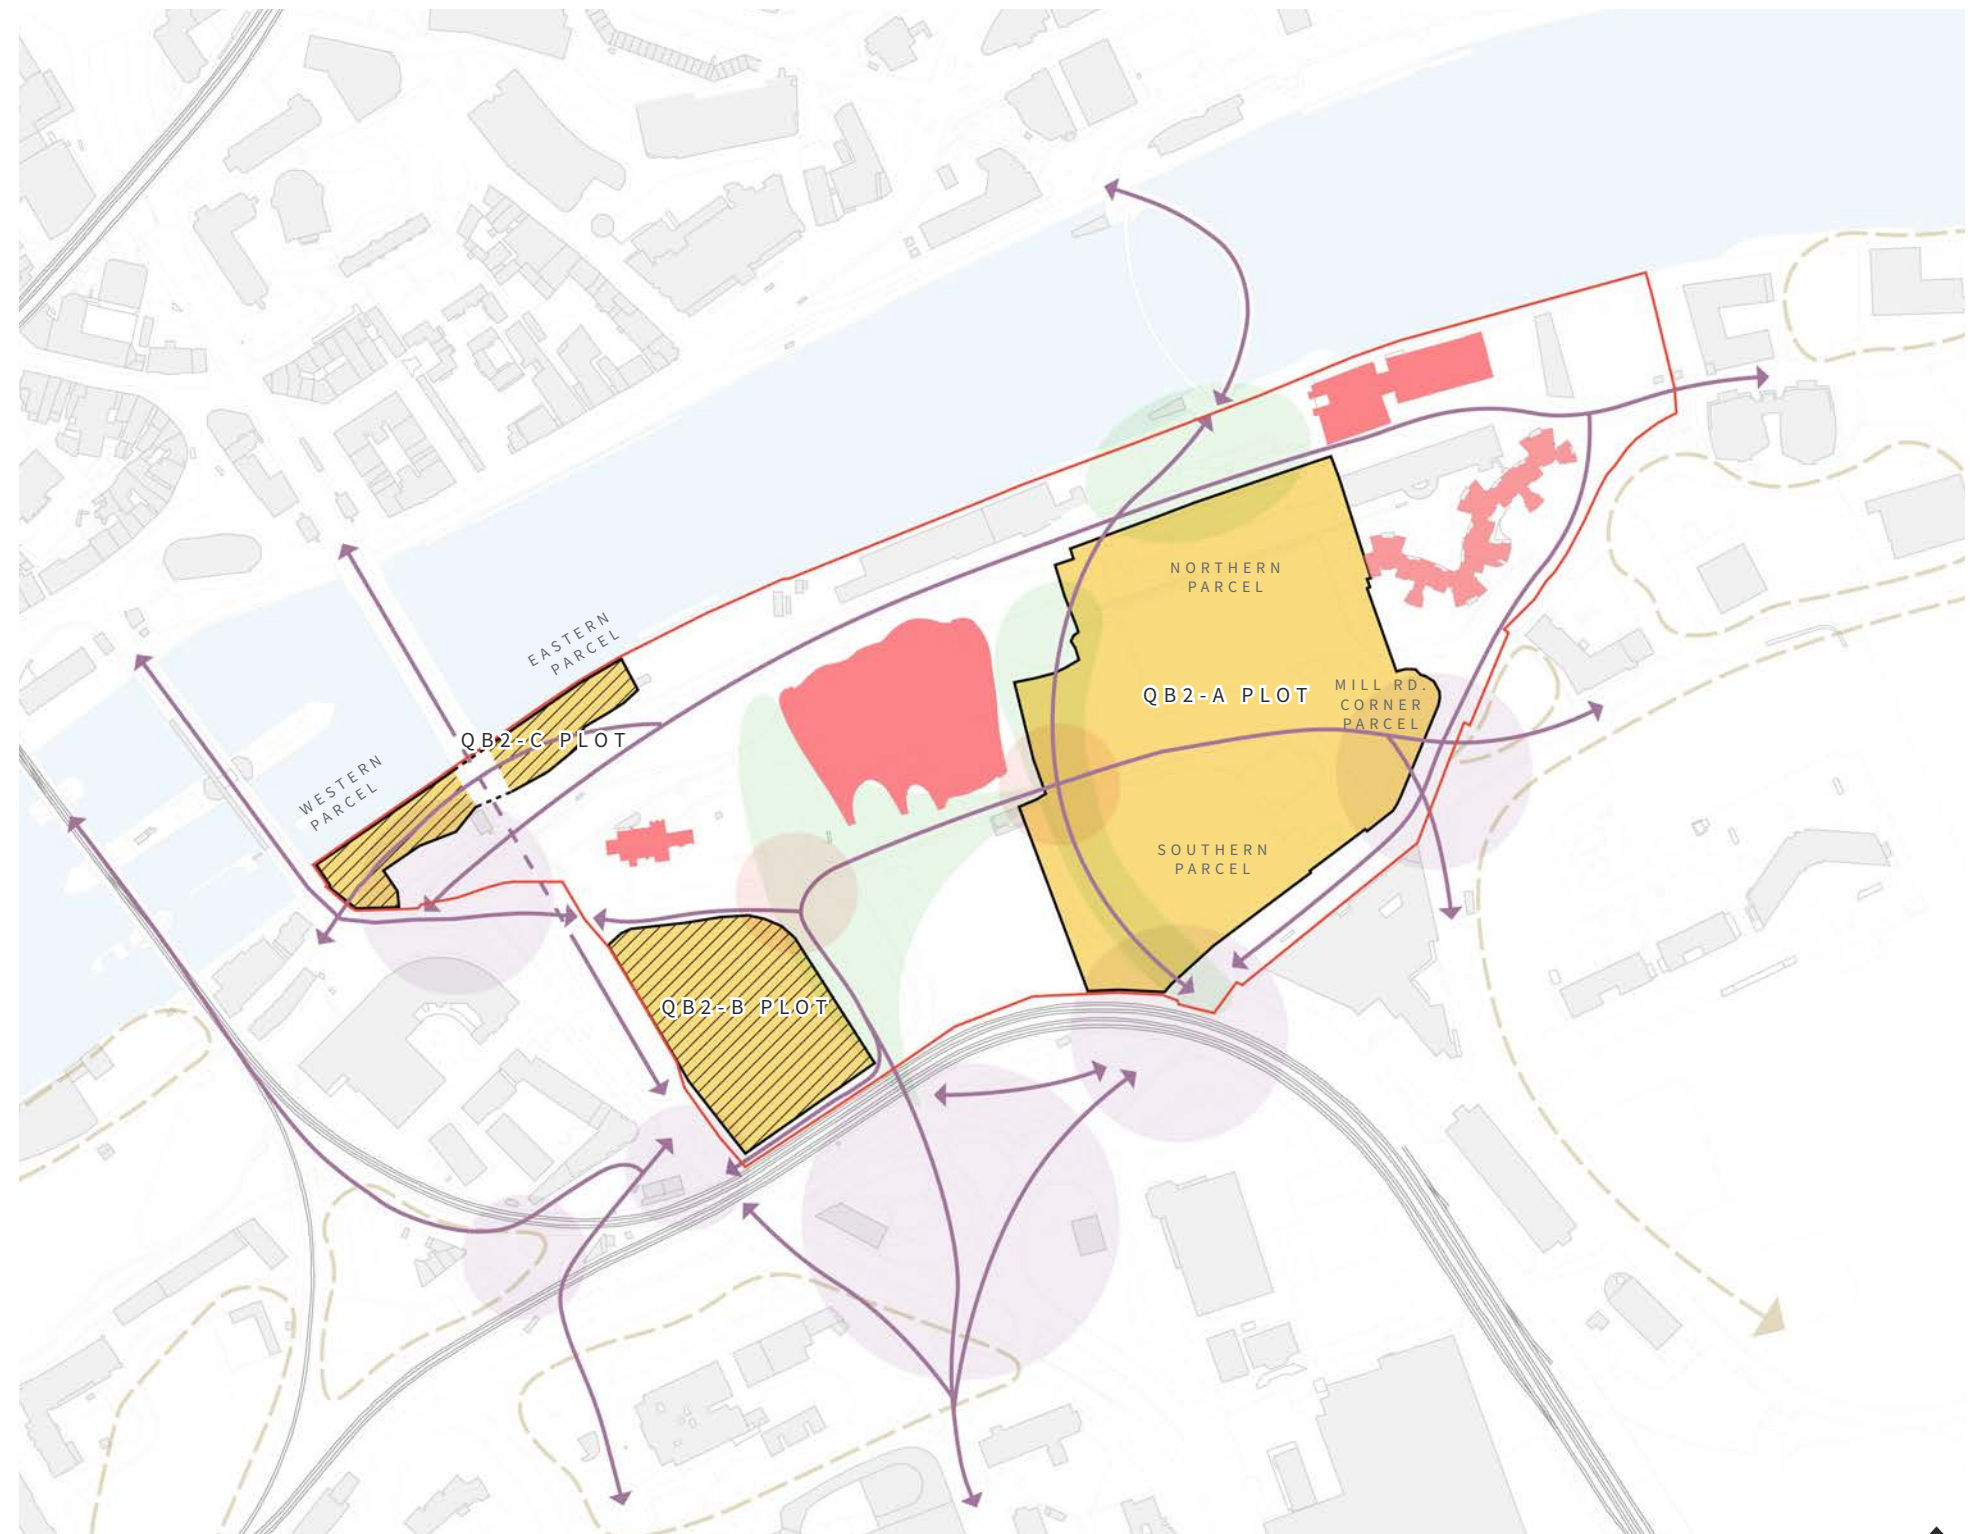 NORTHERN
PARCEL
EASTERN
PARCEL
QB2-A PLOT
MILL RD.
CORNER
PARCEL
QB2-C PLOT
WESTERN
PARCEL
SOUTHERN
PARCEL
QB2-B PLOT